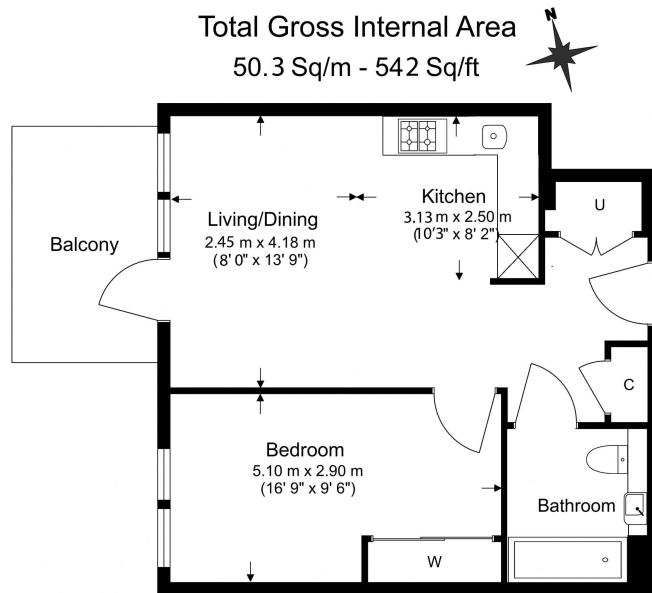 Total Gross Internal Area
50.3 Sq/m - 542 Sq/ft
N
Balcony
Living/Dining
2.45 m x 4.18 m
(8' 0" x 13' 9")
Kitchen
3.13 m x 2.50 m
(10'3" x 8' 2")
U
C
Bedroom
5.10 m x 2.90 m
(16' 9" x 9' 6")
W
Bathroom